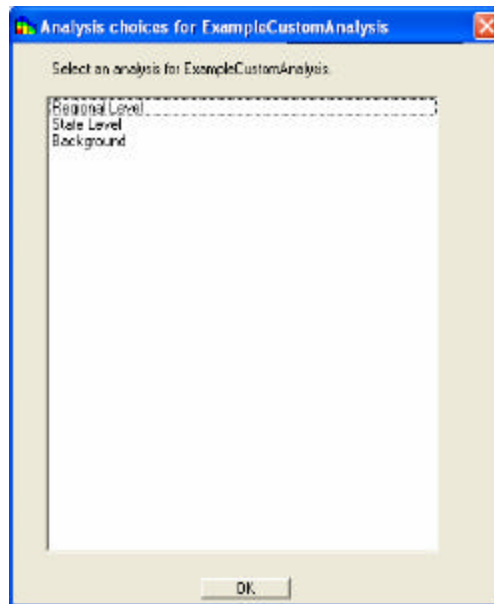 Analysis choices for ExampleCustomAnalysis
Select an analysis for ExampleCustomAnalysis.
Regional Level
State Level
Background
OK